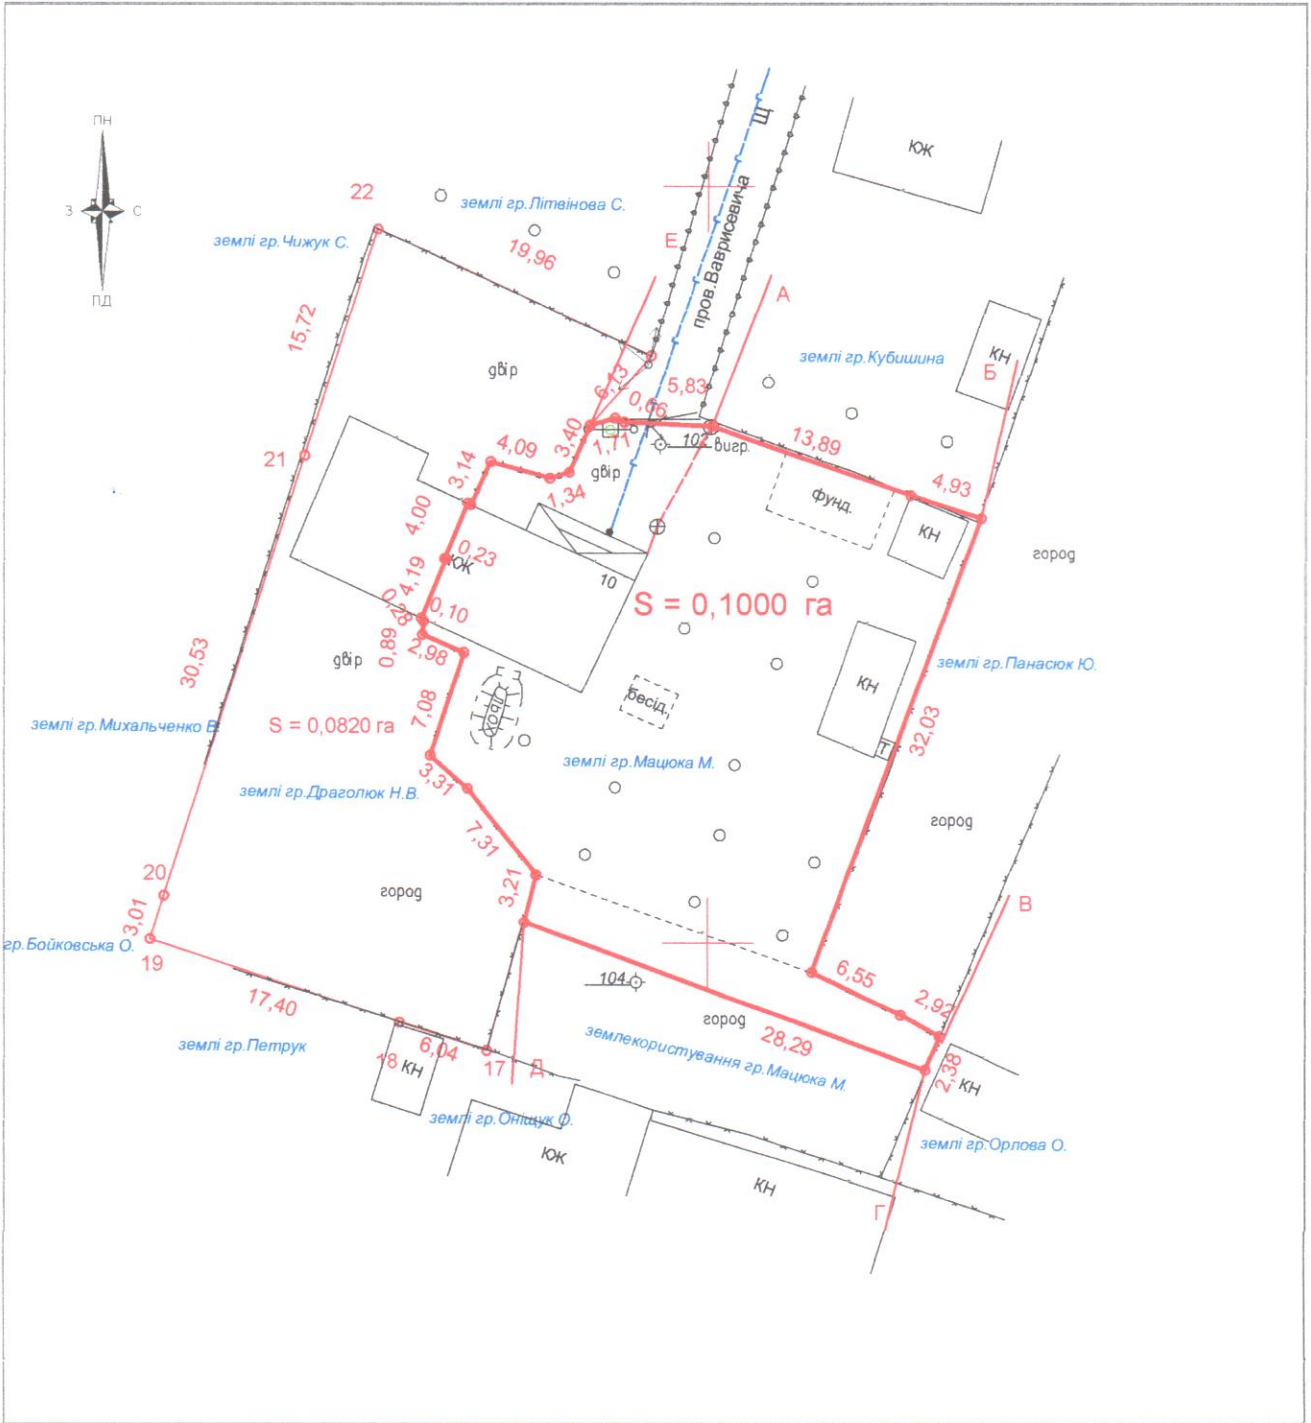 ПН
З
С
ПД
22
землі гр.Літвінова С.
землі гр.Чижук С.
19,96
Е
пров.Ваврисевича
Щ
КЖ
А
15,72
двір
6,13
5,83
0,66
землі гр.Кубишина
КН
Б
21
4,09
3,40
1,71
двір
102
вигр.
13,89
4,93
3,14
1,34
фунд.
КН
город
4,00
0,23
КЖ
4,19
10
S = 0,1000 га
0,28
0,10
0,89
2,98
двір
30,53
7,08
бесід.
КН
землі гр.Панасюк Ю.
землі гр.Михальченко В.
S = 0,0820 га
32,03
Т
землі гр.Мацюка М.
3,31
землі гр.Драголюк Н.В.
7,31
город
20
3,21
город
В
3,01
гр.Бойковська О.
19
6,55
104
2,92
17,40
город
28,29
землекористування гр.Мацюка М.
землі гр.Петрук
6,04
18
КН
17
Д
2,38
КН
землі гр.Оніщук О.
землі гр.Орлова О.
КЖ
КН
Г